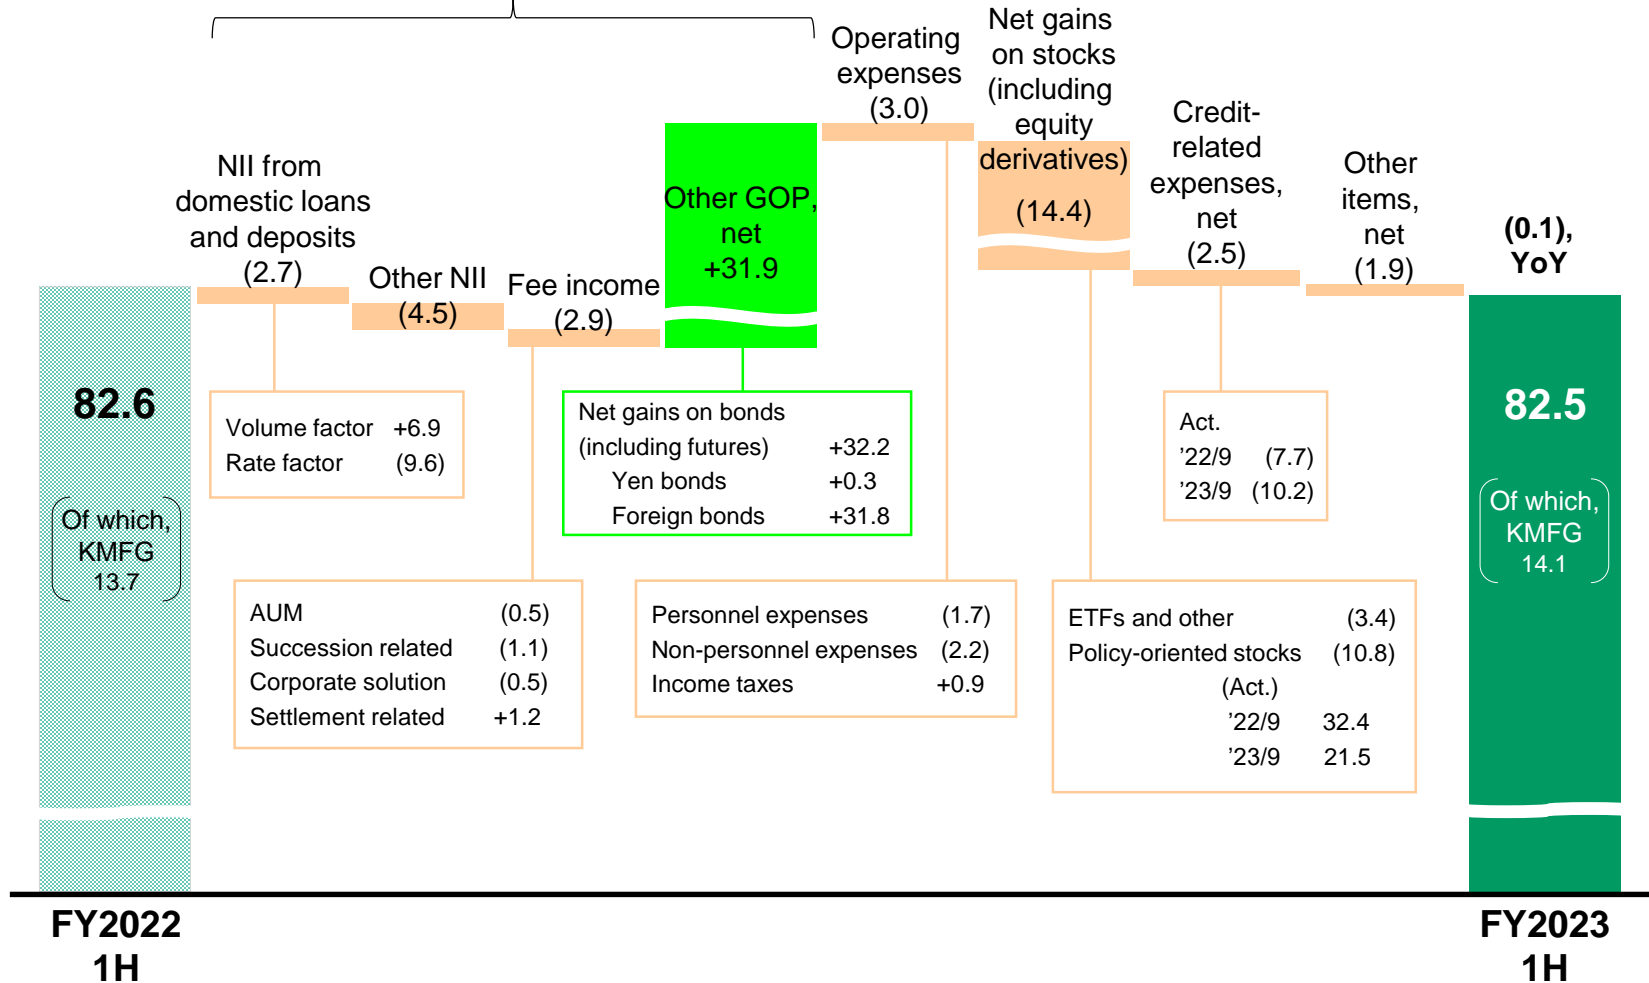 NII from
domestic loans
and deposits
(2.7)
Other NII
(4.5)
Fee income
(2.9)
Other GOP,
net
+31.9
Operating
expenses
(3.0)
Net gains
on stocks
(including
equity
derivatives)
(14.4)
Credit-
related
expenses,
net
(2.5)
Other
items,
net
(1.9)
(0.1),
YoY
82.6
Of which,
KMFG
13.7
Volume factor +6.9
Rate factor (9.6)
Net gains on bonds
(including futures) +32.2
Yen bonds +0.3
Foreign bonds +31.8
Act.
’22/9 (7.7)
’23/9 (10.2)
82.5
Of which,
KMFG
14.1
AUM (0.5)
Succession related (1.1)
Corporate solution (0.5)
Settlement related +1.2
Personnel expenses (1.7)
Non-personnel expenses (2.2)
Income taxes +0.9
ETFs and other (3.4)
Policy-oriented stocks (10.8)
(Act.)
’22/9 32.4
’23/9 21.5
FY2022
1H
FY2023
1H